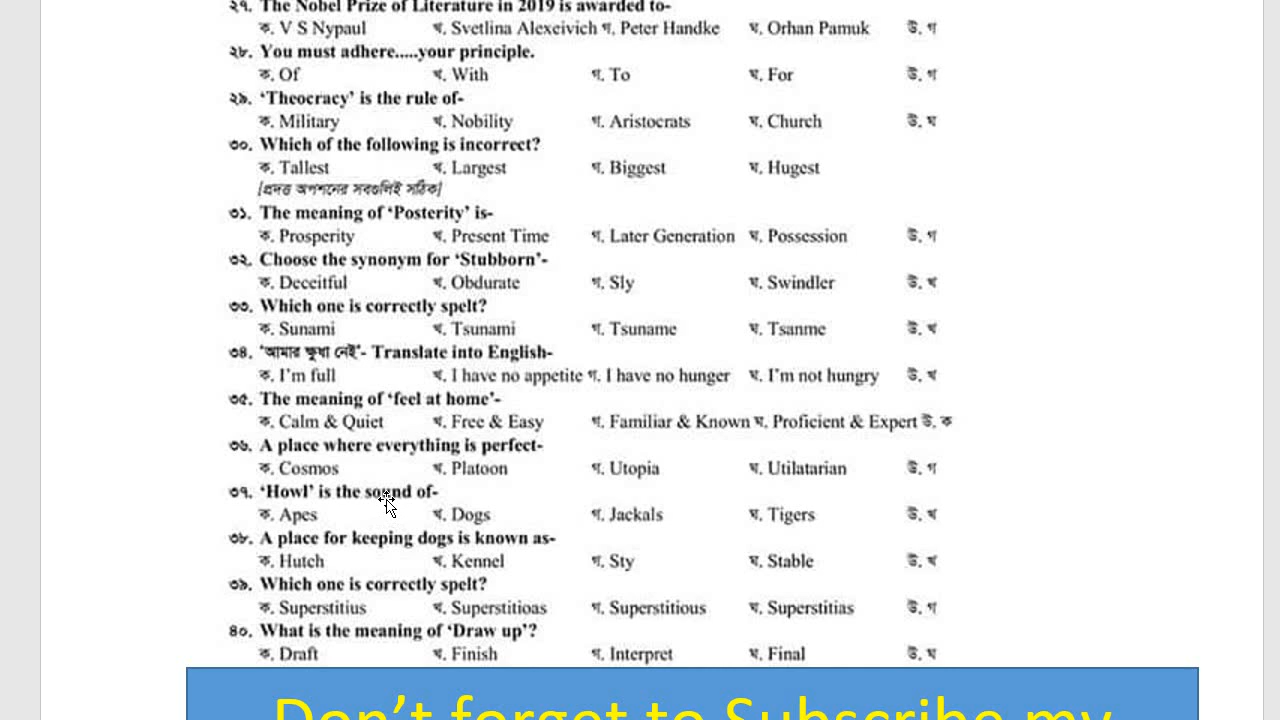 ২৭. The Nobel Prize of Literature in 2019 is awarded to-
ক. V S Nypaul খ. Svetlina Alexeivich গ. Peter Handke ঘ. Orhan Pamuk উ. গ
২৮. You must adhere.....your principle.
ক. Of খ. With গ. To ঘ. For উ. গ
২৯. ‘Theocracy’ is the rule of-
ক. Military খ. Nobility গ. Aristocrats ঘ. Church উ. ঘ
৩০. Which of the following is incorrect?
ক. Tallest খ. Largest গ. Biggest ঘ. Hugest
[প্রদত্ত অপশনের সবগুলিই সঠিক]
৩১. The meaning of ‘Posterity’ is-
ক. Prosperity খ. Present Time গ. Later Generation ঘ. Possession উ. গ
৩২. Choose the synonym for ‘Stubborn’-
ক. Deceitful খ. Obdurate গ. Sly ঘ. Swindler উ. খ
৩৩. Which one is correctly spelt?
ক. Sunami খ. Tsunami গ. Tsuname ঘ. Tsanme উ. খ
৩৪. ‘আমার ক্ষুধা নেই’- Translate into English-
ক. I’m full খ. I have no appetite গ. I have no hunger ঘ. I’m not hungry উ. খ
৩৫. The meaning of ‘feel at home’-
ক. Calm & Quiet খ. Free & Easy গ. Familiar & Known ঘ. Proficient & Expert উ. ক
৩৬. A place where everything is perfect-
ক. Cosmos খ. Platoon গ. Utopia ঘ. Utilatarian উ. গ
৩৭. ‘Howl’ is the sound of-
ক. Apes খ. Dogs গ. Jackals ঘ. Tigers উ. খ
৩৮. A place for keeping dogs is known as-
ক. Hutch খ. Kennel গ. Sty ঘ. Stable উ. খ
৩৯. Which one is correctly spelt?
ক. Superstitius খ. Superstitioas গ. Superstitious ঘ. Superstitias উ. গ
৪০. What is the meaning of ‘Draw up’?
ক. Draft খ. Finish গ. Interpret ঘ. Final উ. ঘ
Don’t forget to Subscribe my